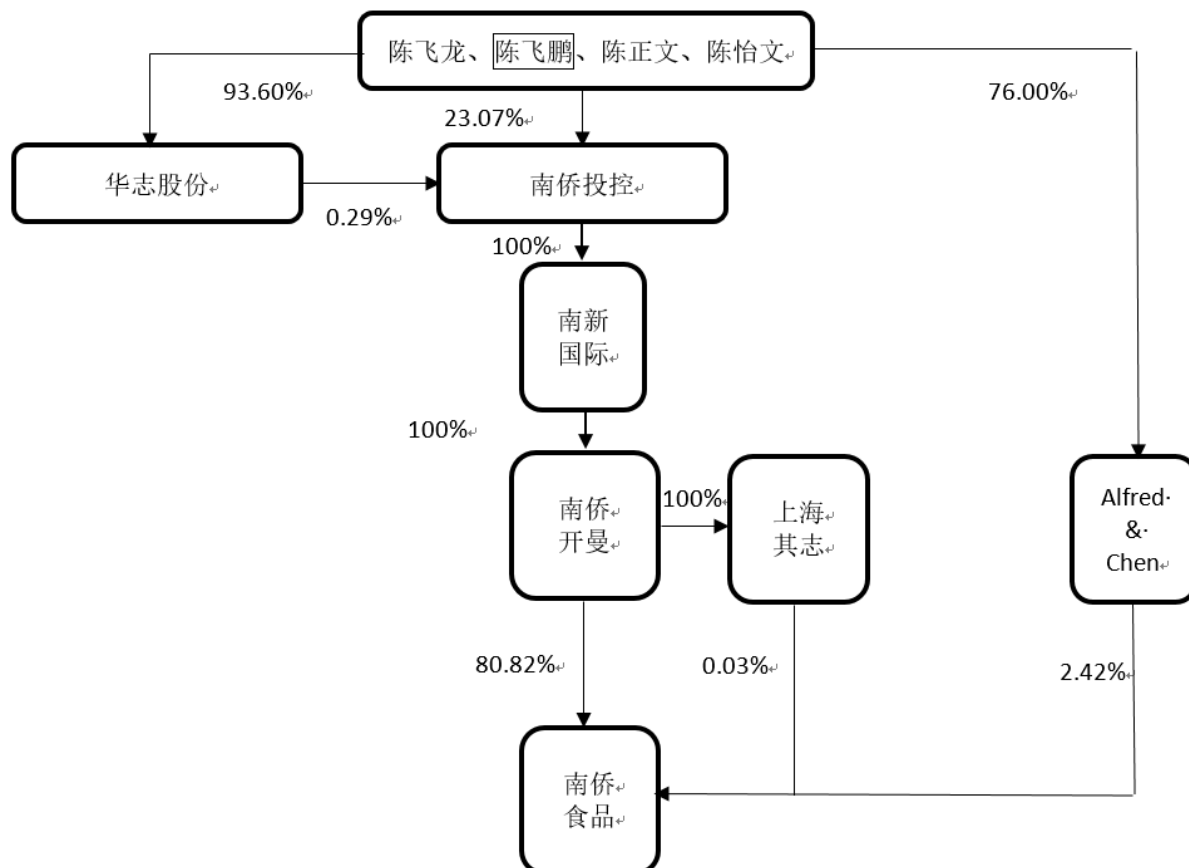 陈飞龙、陈飞鹏、陈正文、陈怡文
93.60%
23.07%
76.00%
华志股份
南侨投控
0.29%
100%
南新
国际
100%
南侨
开曼
100%
上海
其志
Alfred·
&·
Chen
80.82%
0.03%
2.42%
南侨
食品